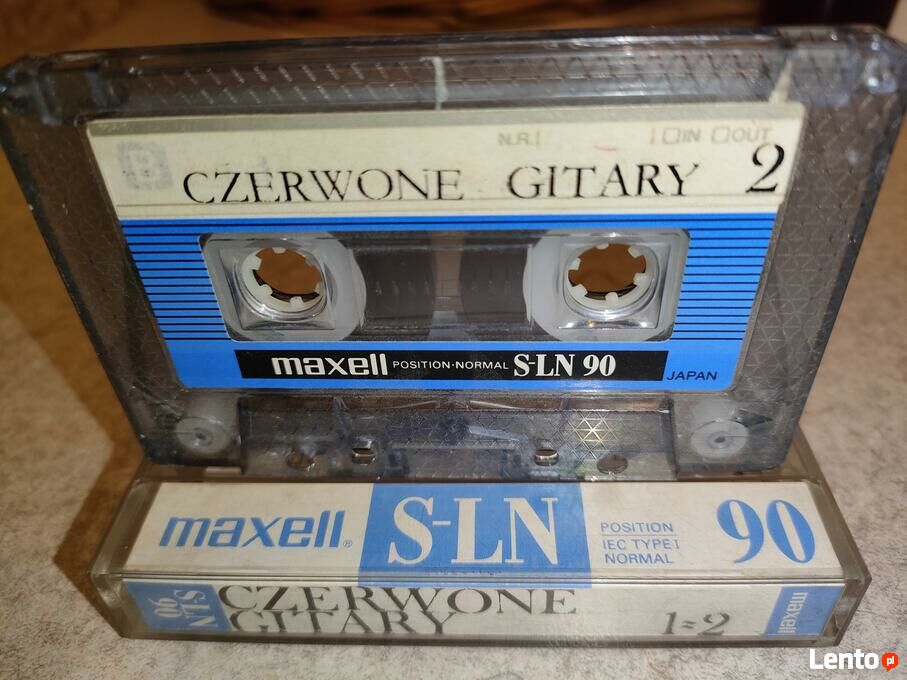 N.R. IN OUT
CZERWONE GITARY 2
maxell POSITION·NORMAL S-LN 90
JAPAN
maxell® S-LN POSITION IEC TYPE I NORMAL 90
S-LN 90
CZERWONE
GITARY 1-2
maxell
Lento pl